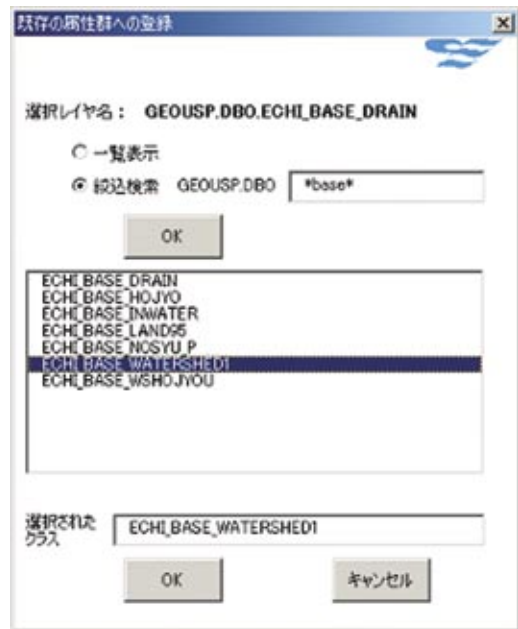 既存の属性群への登録
選択レイヤ名： GEOUSP.DBO.ECHI_BASE_DRAIN
一覧表示
絞込検索 GEOUSP.DBO *base*
OK
ECHI_BASE_DRAIN
ECHI_BASE_HOJYO
ECHI_BASE_INWATER
ECHI_BASE_LAND95
ECHI_BASE_NOSYU_P
ECHI_BASE_WATERSHED1
ECHI_BASE_WSHOJYOU
選択された
クラス ECHI_BASE_WATERSHED1
OK キャンセル